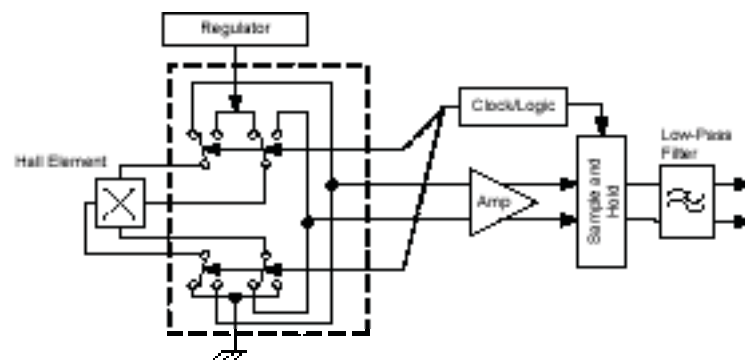 Regulator
Clock/Logic
Low-Pass
Filter
Hall Element
Amp
Sample and
Hold